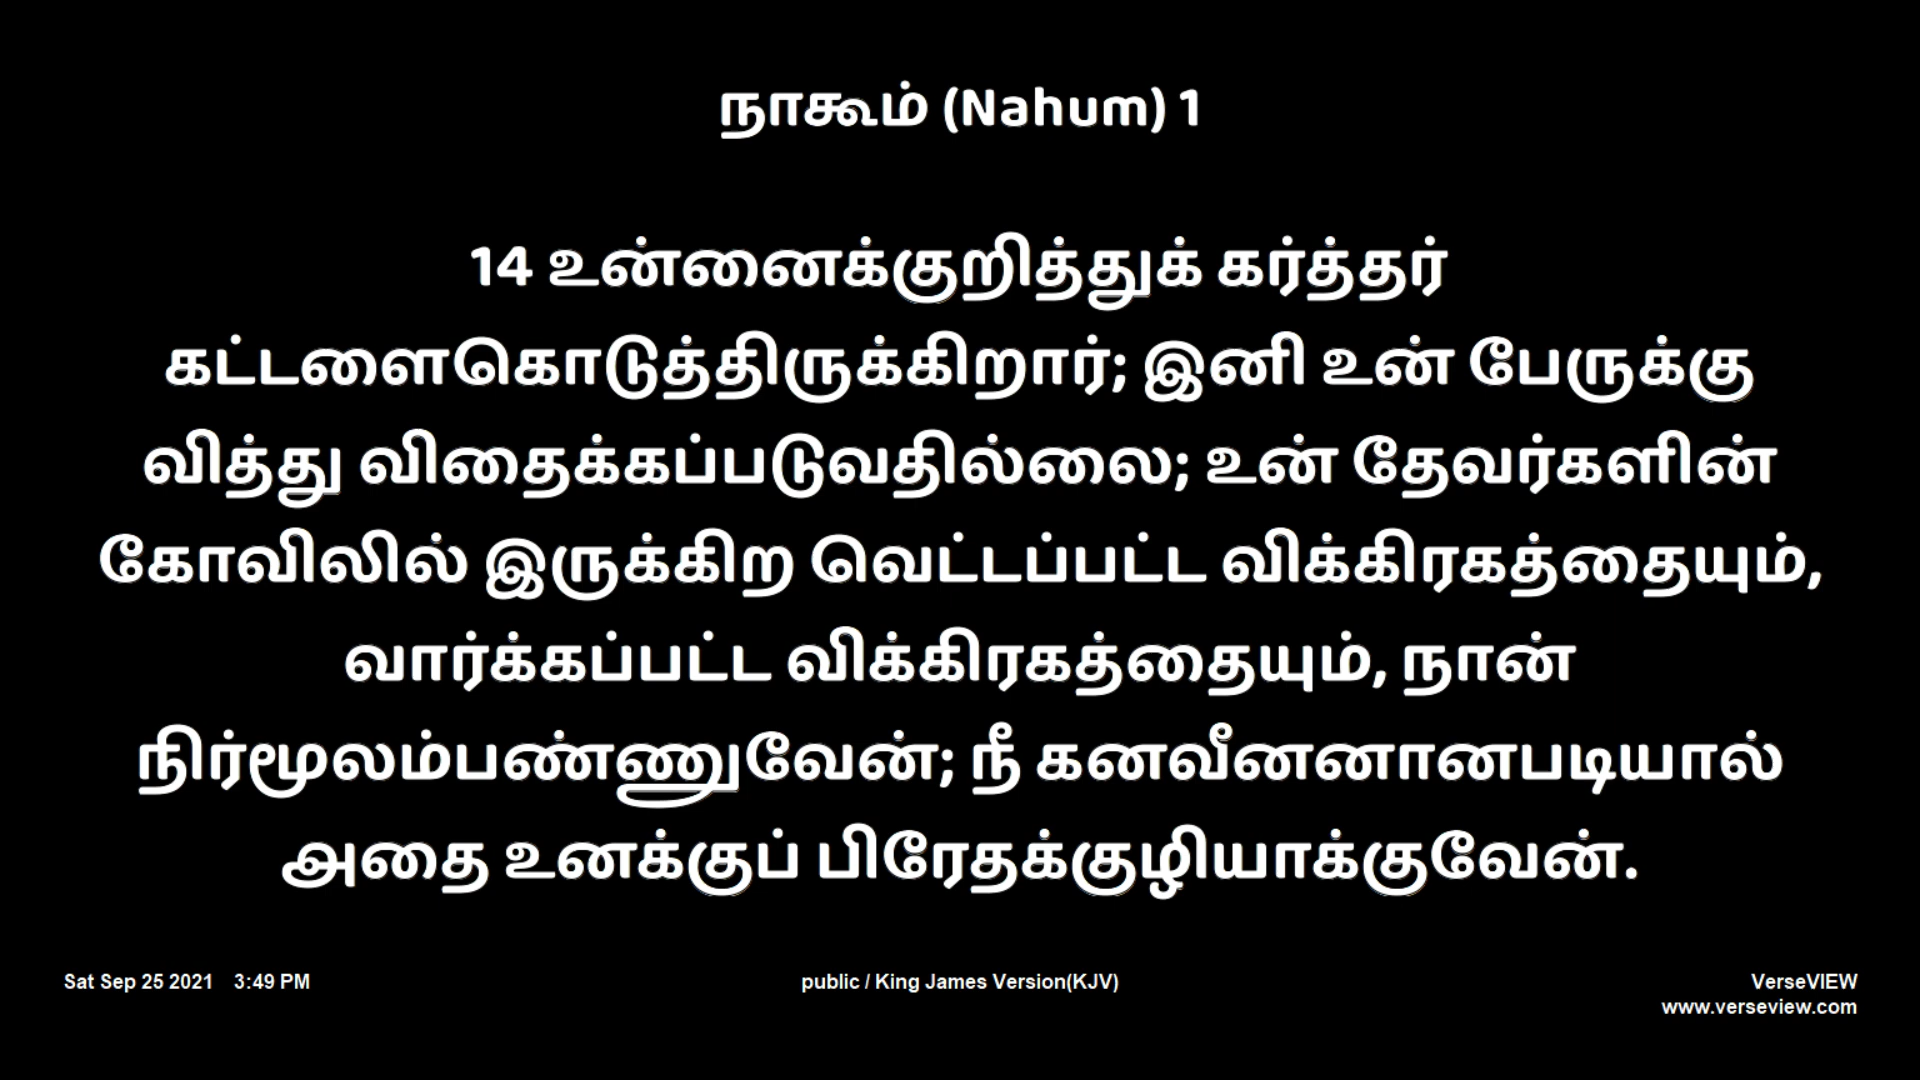 நாகூம் (Nahum) 1
14 உன்னைக்குறித்துக் கர்த்தர்
கட்டளைகொடுத்திருக்கிறார்; இனி உன் பேருக்கு
வித்து விதைக்கப்படுவதில்லை; உன் தேவர்களின்
கோவிலில் இருக்கிற வெட்டப்பட்ட விக்கிரகத்தையும்,
வார்க்கப்பட்ட விக்கிரகத்தையும், நான்
நிர்மூலம்பண்ணுவேன்; நீ கனவீனனானபடியால்
அதை உனக்குப் பிரேதக்குழியாக்குவேன்.
Sat Sep 25 2021 3:49 PM
public / King James Version(KJV)
VerseVIEW
www.verseview.com